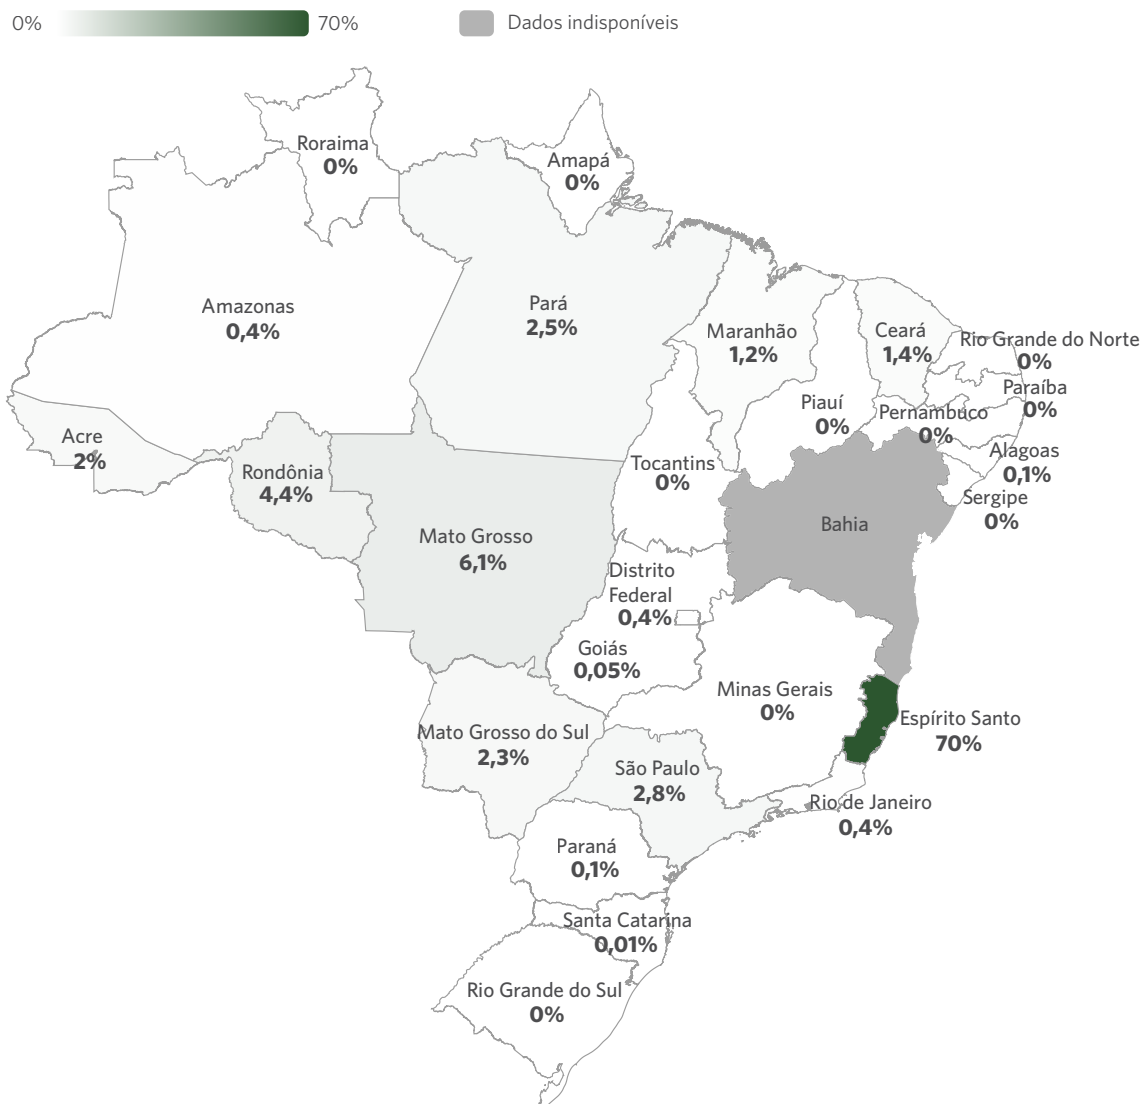 0% 70% Dados indisponíveis
Roraima
0%
Amapá
0%
Amazonas
0,4%
Pará
2,5%
Maranhão
1,2%
Ceará
1,4%
Rio Grande do Norte
0%
Paraíba
0%
Piauí
0%
Pernambuco
0%
Acre
2%
Rondônia
4,4%
Tocantins
0%
Alagoas
0,1%
Sergipe
0%
Bahia
Mato Grosso
6,1%
Distrito
Federal
0,4%
Goiás
0,05%
Minas Gerais
0%
Espírito Santo
70%
Mato Grosso do Sul
2,3%
São Paulo
2,8%
Rio de Janeiro
0,4%
Paraná
0,1%
Santa Catarina
0,01%
Rio Grande do Sul
0%